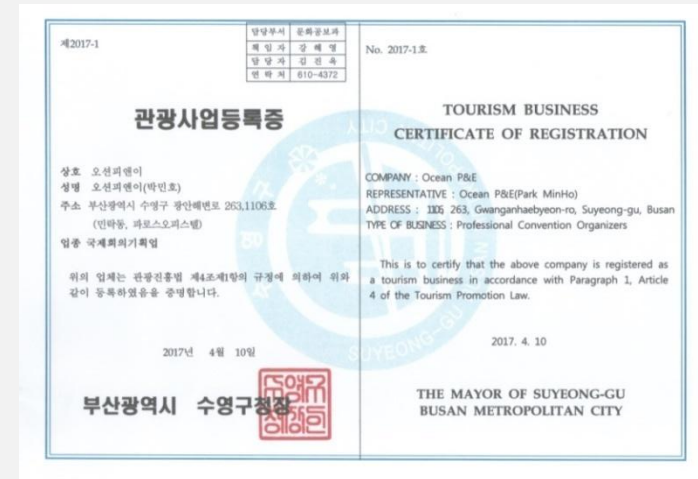 제2017-1
담당부서 문화공보과
책임자 강해영
담당자 김진옥
연락처 610-4372
관광사업등록증
상호 오션피앤이
성명 오션피앤이(박민호)
주소 부산광역시 수영구 광안해변로 263,1106호
(민락동, 파로스오피스텔)
업종 국제회의기획업
위의 업체는 관광진흥법 제4조제1항의 규정에 의하여 위와
같이 등록하였음을 증명합니다.
2017년 4월 10일
부산광역시 수영구청장
No. 2017-1호
TOURISM BUSINESS
CERTIFICATE OF REGISTRATION
COMPANY : Ocean P&E
REPRESENTATIVE : Ocean P&E(Park MinHo)
ADDRESS : 1106, 263, Gwanganhaebyeon-ro, Suyeong-gu, Busan
TYPE OF BUSINESS : Professional Convention Organizers
This is to certify that the above company is registered as
a tourism business in accordance with Paragraph 1, Article
4 of the Tourism Promotion Law.
2017. 4. 10
THE MAYOR OF SUYEONG-GU
BUSAN METROPOLITAN CITY
SUYEONG-GU